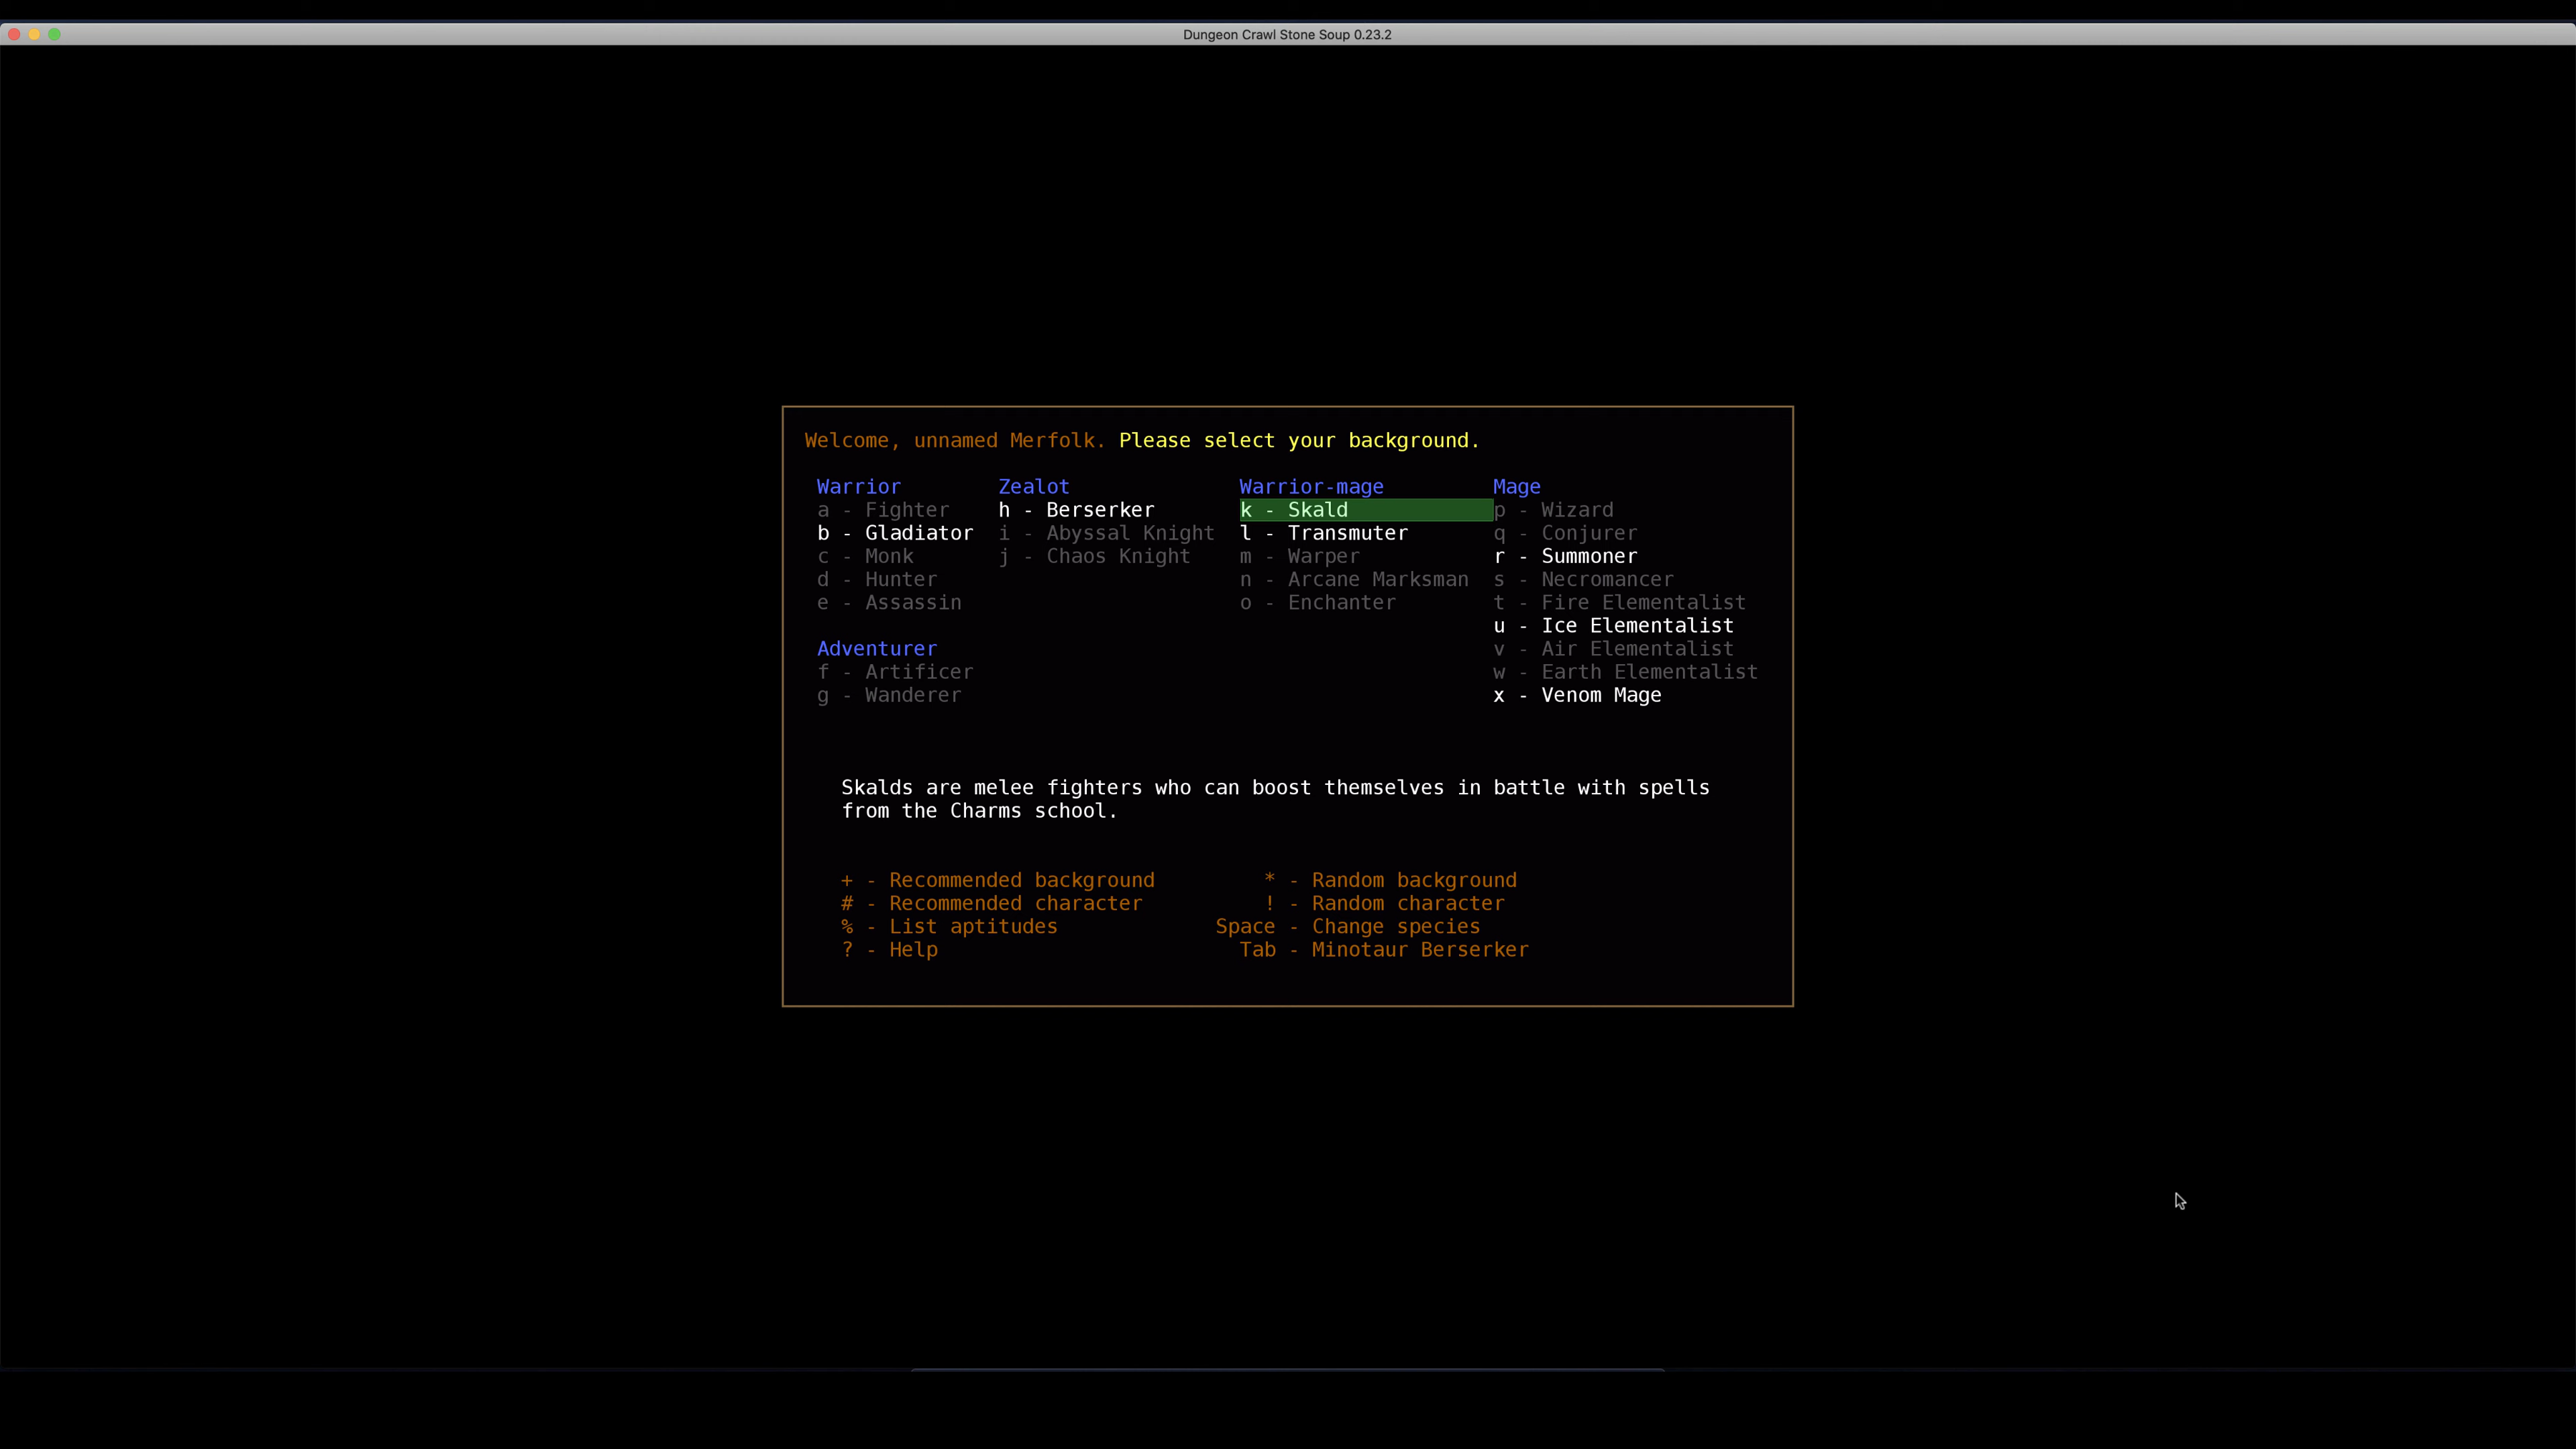 Dungeon Crawl Stone Soup 0.23.2
Welcome, unnamed Merfolk. Please select your background.
Warrior
a - Fighter
b - Gladiator
c - Monk
d - Hunter
e - Assassin
Adventurer
f - Artificer
g - Wanderer
Zealot
h - Berserker
i - Abyssal Knight
j - Chaos Knight
Warrior-mage
k - Skald
l - Transmuter
m - Warper
n - Arcane Marksman
o - Enchanter
Mage
p - Wizard
q - Conjurer
r - Summoner
s - Necromancer
t - Fire Elementalist
u - Ice Elementalist
v - Air Elementalist
w - Earth Elementalist
x - Venom Mage
Skalds are melee fighters who can boost themselves in battle with spells
from the Charms school.
+ - Recommended background
# - Recommended character
% - List aptitudes
? - Help
* - Random background
! - Random character
Space - Change species
Tab - Minotaur Berserker